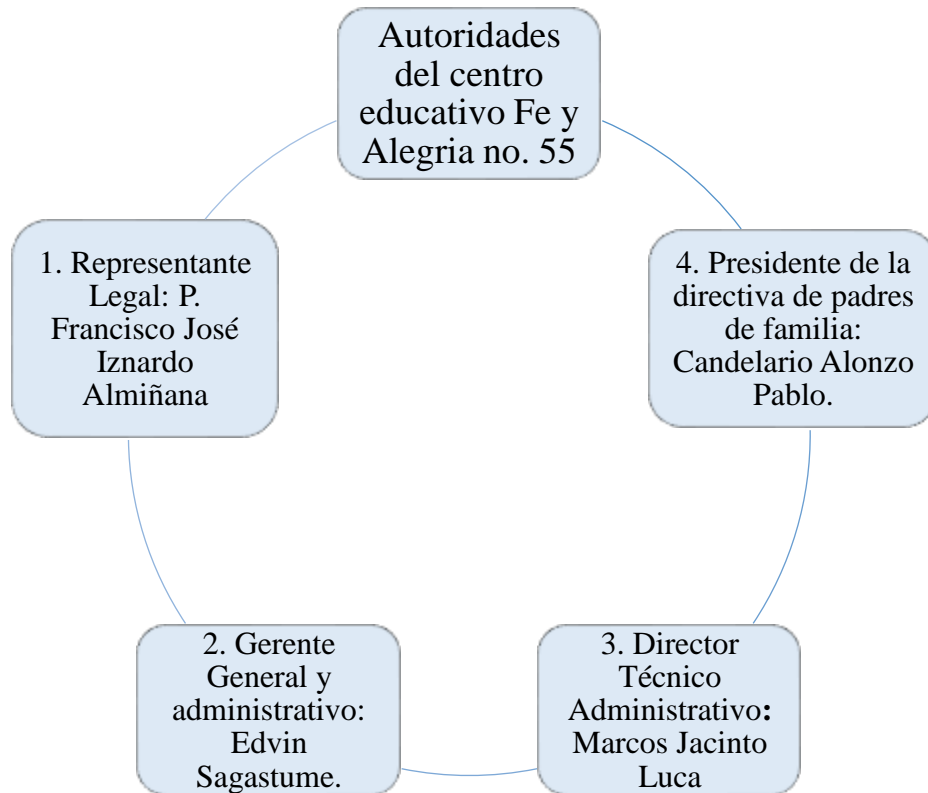 Autoridades
del centro
educativo Fe y
Alegria no. 55
1. Representante
Legal: P.
Francisco José
Iznardo
Almiñana
2. Gerente
General y
administrativo:
Edvin
Sagastume.
3. Director
Técnico
Administrativo:
Marcos Jacinto
Luca
4. Presidente de la
directiva de padres
de familia:
Candelario Alonzo
Pablo.